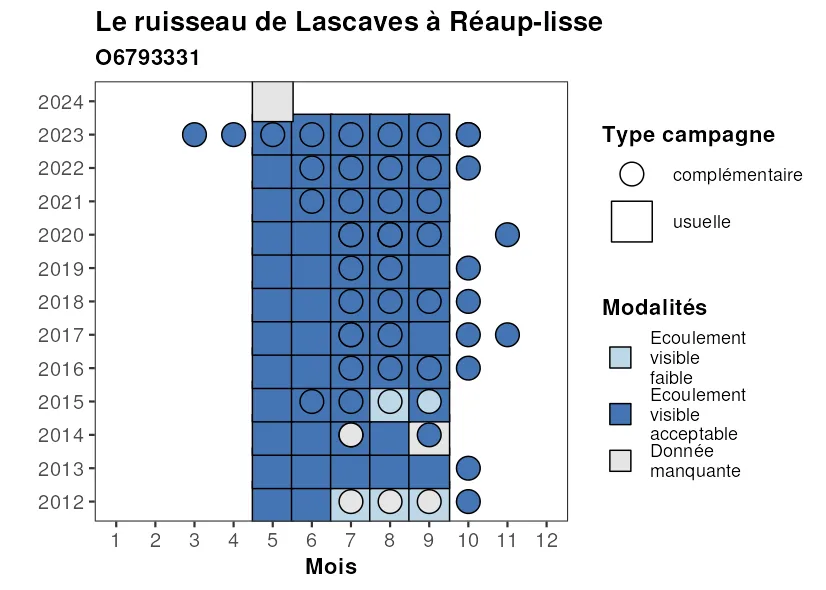 Le ruisseau de Lascaves à Réaup-lisse
O6793331
2024
2023
2022
2021
2020
2019
2018
2017
2016
2015
2014
2013
2012
1 2 3 4 5 6 7 8 9 10 11 12
Mois
Type campagne
complémentaire
usuelle
Modalités
Ecoulement
visible
faible
Ecoulement
visible
acceptable
Donnée
manquante